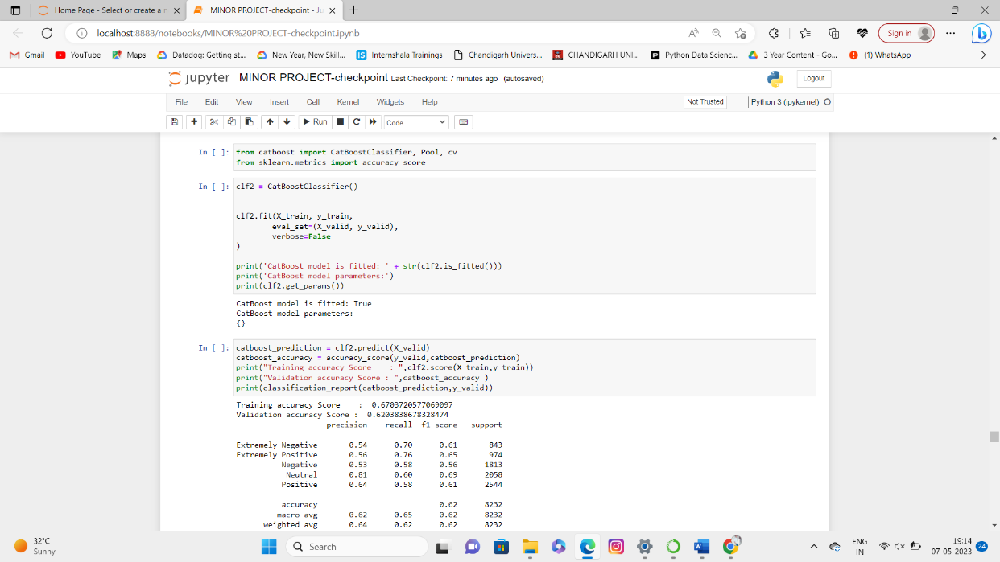 Home Page - Select or create a n
MINOR PROJECT-checkpoint - Ju
localhost:8888/notebooks/MINOR%20PROJECT-checkpoint.ipynb
Sign in
Gmail YouTube Maps Datadog: Getting st... New Year, New Skill... Internshala Trainings Chandigarh Univers... CHANDIGARH UNI... Python Data Scienc... 3 Year Content - Go... (1) WhatsApp
jupyter MINOR PROJECT-checkpoint Last Checkpoint: 7 minutes ago (autosaved)
Logout
File Edit View Insert Cell Kernel Widgets Help
Not Trusted
Python 3 (ipykernel)
Run
Code
In [ ]: from catboost import CatBoostClassifier, Pool, cv
from sklearn.metrics import accuracy_score
In [ ]: clf2 = CatBoostClassifier()
clf2.fit(X_train, y_train,
eval_set=(X_valid, y_valid),
verbose=False
)
print('CatBoost model is fitted: ' + str(clf2.is_fitted()))
print('CatBoost model parameters:')
print(clf2.get_params())
CatBoost model is fitted: True
CatBoost model parameters:
{}
In [ ]: catboost_prediction = clf2.predict(X_valid)
catboost_accuracy = accuracy_score(y_valid,catboost_prediction)
print("Training accuracy Score    : ",clf2.score(X_train,y_train))
print("Validation accuracy Score : ",catboost_accuracy )
print(classification_report(catboost_prediction,y_valid))
Training accuracy Score    :  0.6703720577069097
Validation accuracy Score :  0.6203838678328474
precision recall f1-score support
Extremely Negative 0.54 0.70 0.61 843
Extremely Positive 0.56 0.76 0.65 974
Negative 0.53 0.58 0.56 1813
Neutral 0.81 0.60 0.69 2058
Positive 0.64 0.58 0.61 2544
accuracy 0.62 8232
macro avg 0.62 0.65 0.62 8232
weighted avg 0.64 0.62 0.62 8232
32°C
Sunny
Search
ENG
IN
19:14
07-05-2023
24